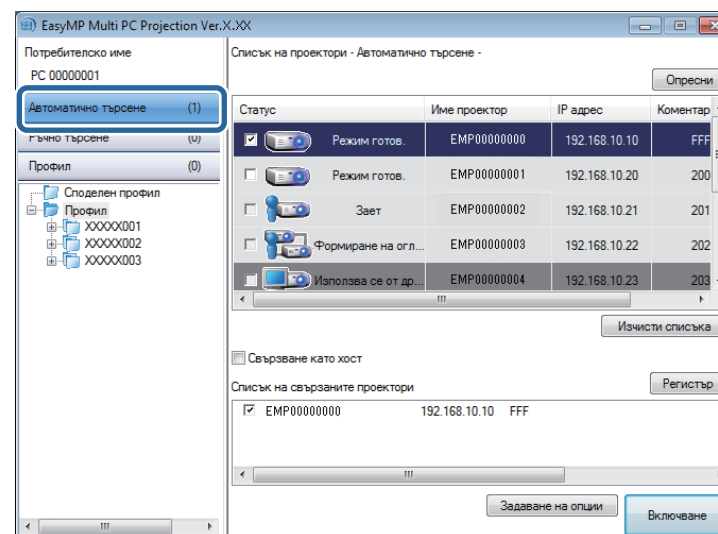 EasyMP Multi PC Projection Ver.X.XX
Потребителско име
PC 00000001
Автоматично търсене (1)
Ръчно търсене (0)
Профил (0)
Споделен профил
Профил
XXXXX001
XXXXX002
XXXXX003
Списък на проектори - Автоматично търсене -
Опресни
Статус Име проектор IP адрес Коментар
Режим готов. EMP00000000 192.168.10.10 FFF
Режим готов. EMP00000001 192.168.10.20 200
Зает EMP00000002 192.168.10.21 201
Формиране на огл... EMP00000003 192.168.10.22 202
Използва се от др... EMP00000004 192.168.10.23 203
Изчисти списъка
Свързване като хост
Списък на свързаните проектори
Регистър
EMP00000000 192.168.10.10 FFF
Задаване на опции
Включване